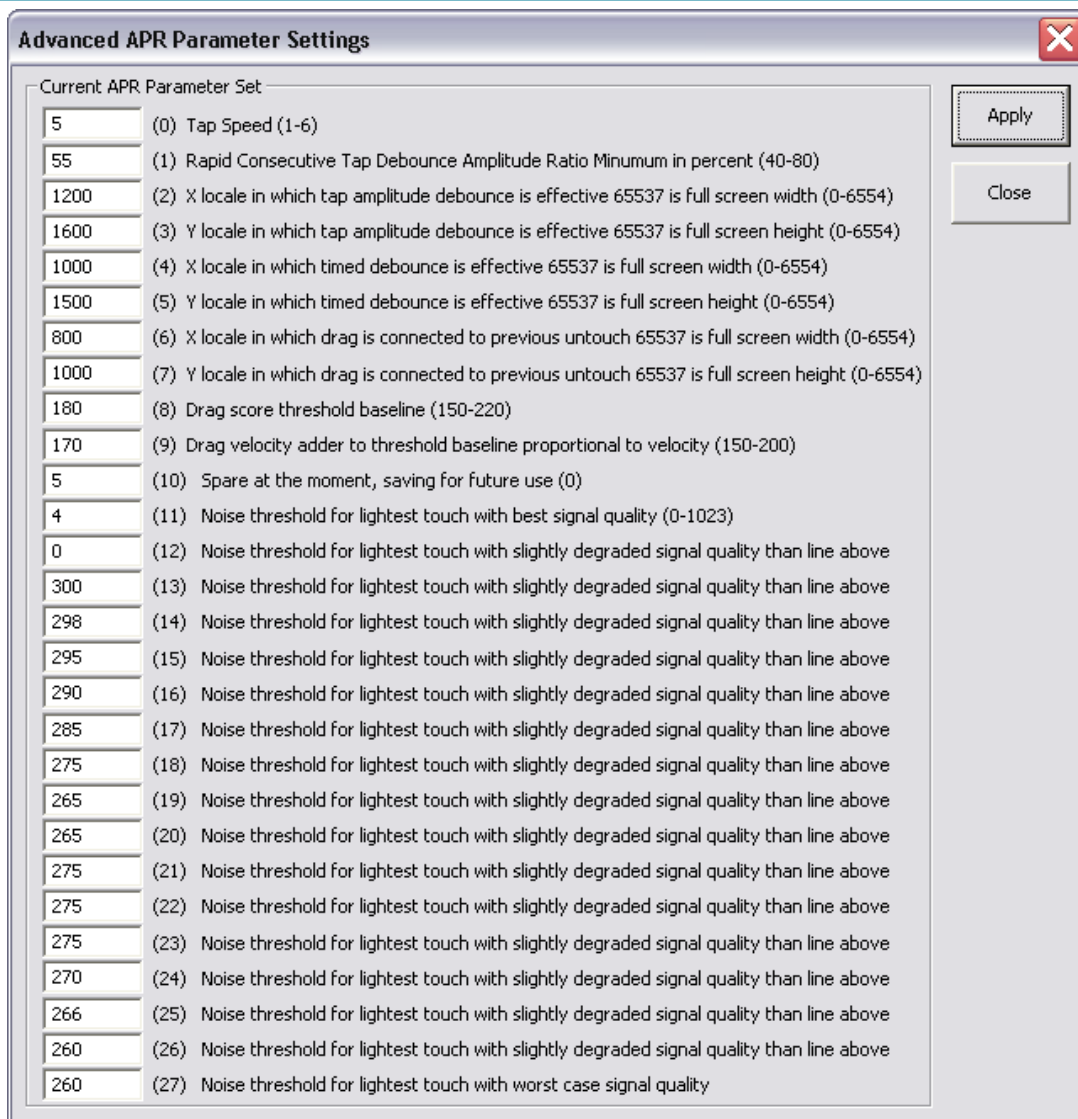 Advanced APR Parameter Settings
Current APR Parameter Set
5 (0) Tap Speed (1-6)
55 (1) Rapid Consecutive Tap Debounce Amplitude Ratio Minumum in percent (40-80)
1200 (2) X locale in which tap amplitude debounce is effective 65537 is full screen width (0-6554)
1600 (3) Y locale in which tap amplitude debounce is effective 65537 is full screen height (0-6554)
1000 (4) X locale in which timed debounce is effective 65537 is full screen width (0-6554)
1500 (5) Y locale in which timed debounce is effective 65537 is full screen height (0-6554)
800 (6) X locale in which drag is connected to previous untouch 65537 is full screen width (0-6554)
1000 (7) Y locale in which drag is connected to previous untouch 65537 is full screen height (0-6554)
180 (8) Drag score threshold baseline (150-220)
170 (9) Drag velocity adder to threshold baseline proportional to velocity (150-200)
5 (10) Spare at the moment, saving for future use (0)
4 (11) Noise threshold for lightest touch with best signal quality (0-1023)
0 (12) Noise threshold for lightest touch with slightly degraded signal quality than line above
300 (13) Noise threshold for lightest touch with slightly degraded signal quality than line above
298 (14) Noise threshold for lightest touch with slightly degraded signal quality than line above
295 (15) Noise threshold for lightest touch with slightly degraded signal quality than line above
290 (16) Noise threshold for lightest touch with slightly degraded signal quality than line above
285 (17) Noise threshold for lightest touch with slightly degraded signal quality than line above
275 (18) Noise threshold for lightest touch with slightly degraded signal quality than line above
265 (19) Noise threshold for lightest touch with slightly degraded signal quality than line above
265 (20) Noise threshold for lightest touch with slightly degraded signal quality than line above
275 (21) Noise threshold for lightest touch with slightly degraded signal quality than line above
275 (22) Noise threshold for lightest touch with slightly degraded signal quality than line above
275 (23) Noise threshold for lightest touch with slightly degraded signal quality than line above
270 (24) Noise threshold for lightest touch with slightly degraded signal quality than line above
266 (25) Noise threshold for lightest touch with slightly degraded signal quality than line above
260 (26) Noise threshold for lightest touch with slightly degraded signal quality than line above
260 (27) Noise threshold for lightest touch with worst case signal quality
Apply
Close